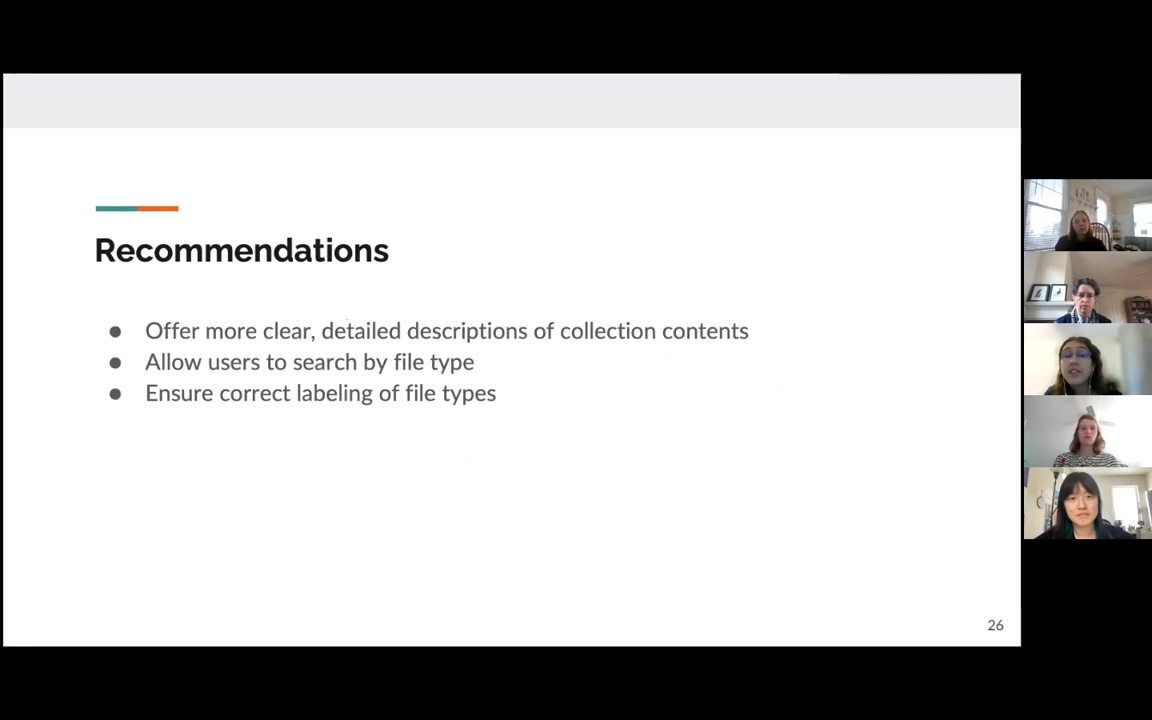 Recommendations
● Offer more clear, detailed descriptions of collection contents
● Allow users to search by file type
● Ensure correct labeling of file types
26